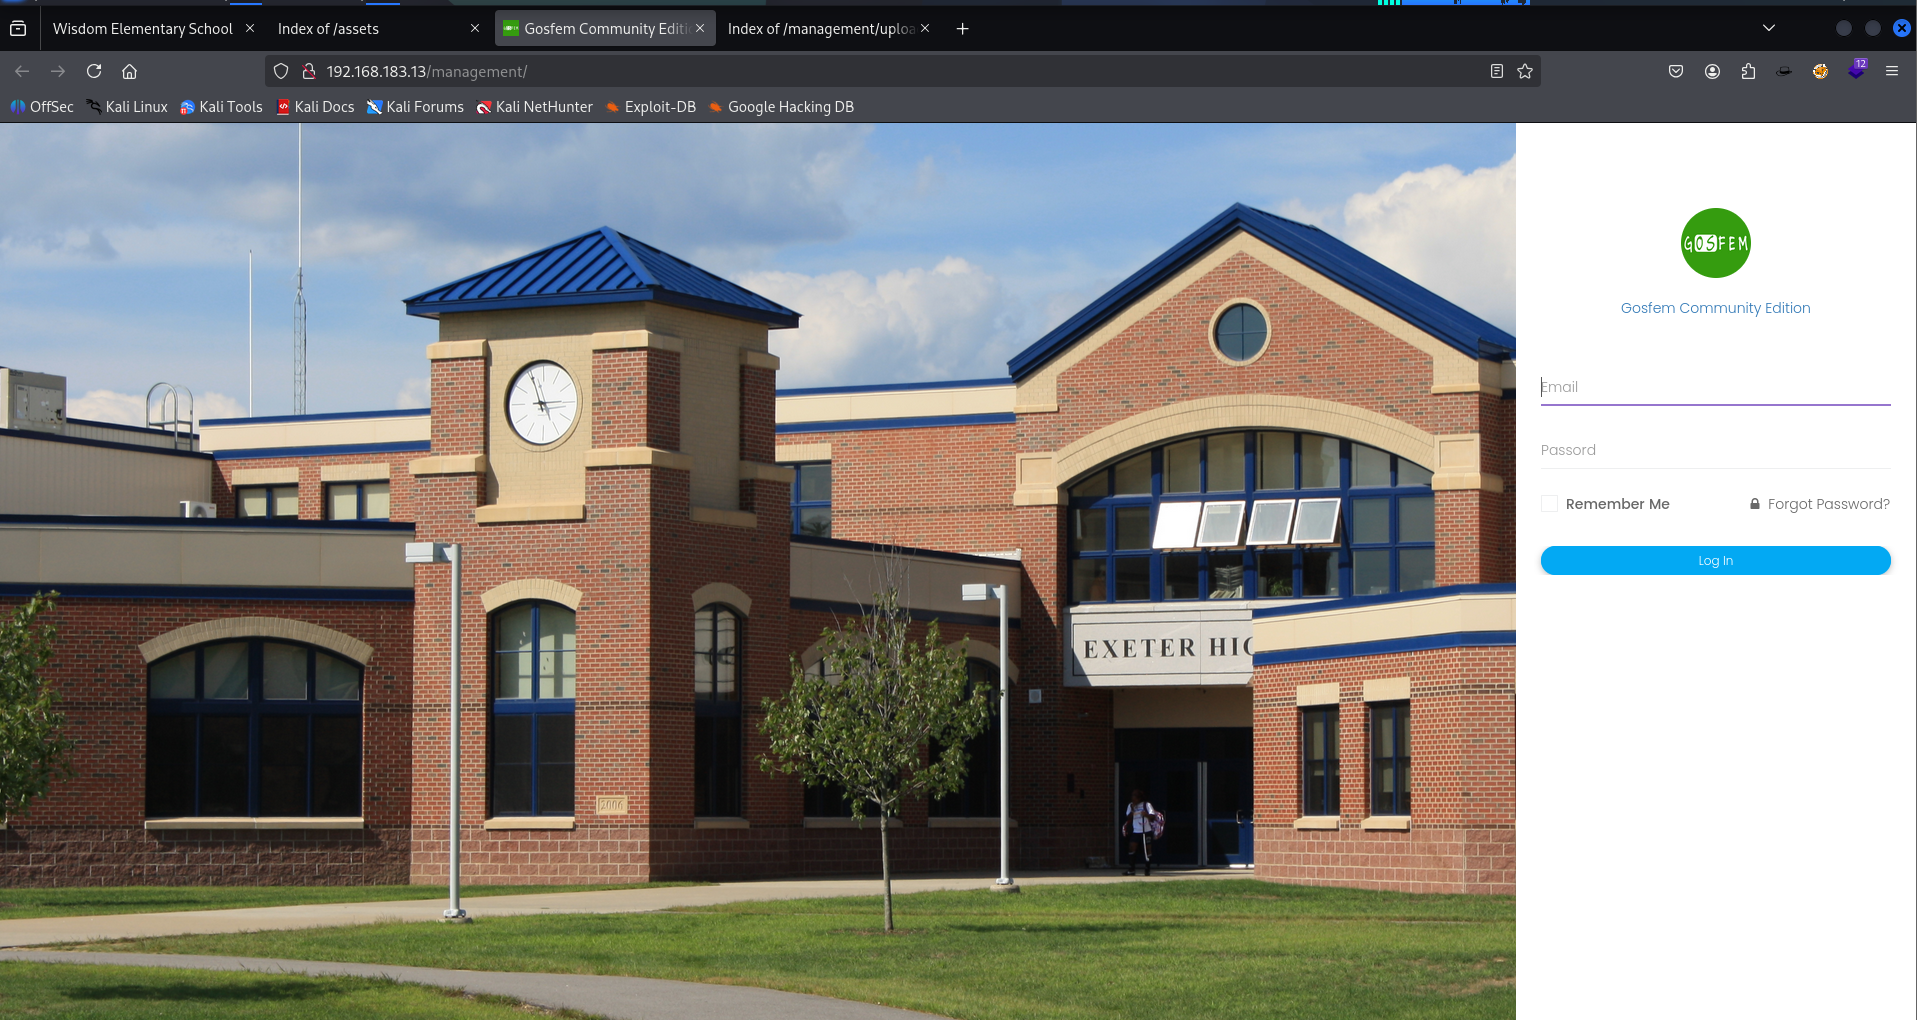 Wisdom Elementary School
Index of /assets
Gosfem Community Editi
Index of /management/uploa
192.168.183.13/management/
12
OffSec
Kali Linux
Kali Tools
Kali Docs
Kali Forums
Kali NetHunter
Exploit-DB
Google Hacking DB
GOSFEM
Gosfem Community Edition
Email
Passord
Remember Me
Forgot Password?
Log In
EXETER HIG
2006